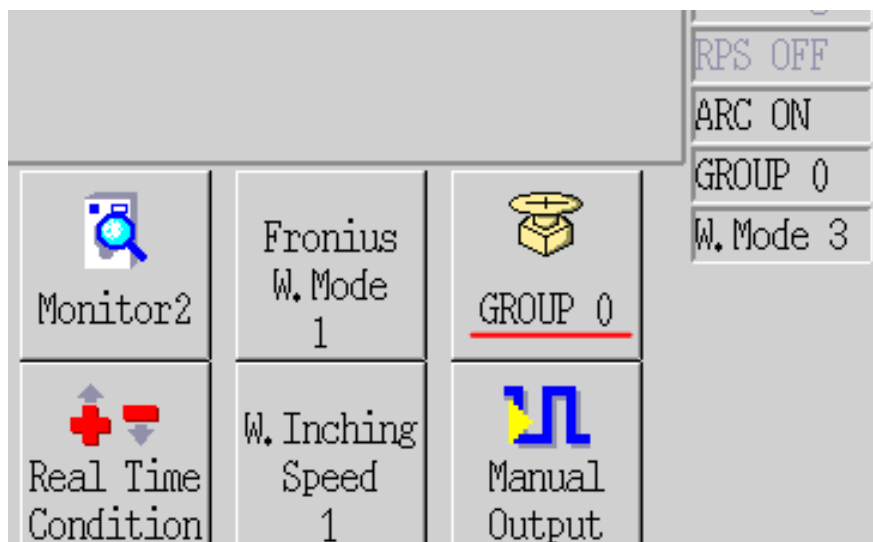 RPS OFF
ARC ON
GROUP 0
W.Mode 3
Monitor2
Fronius
W.Mode
1
GROUP 0
Real Time
Condition
W.Inching
Speed
1
Manual
Output